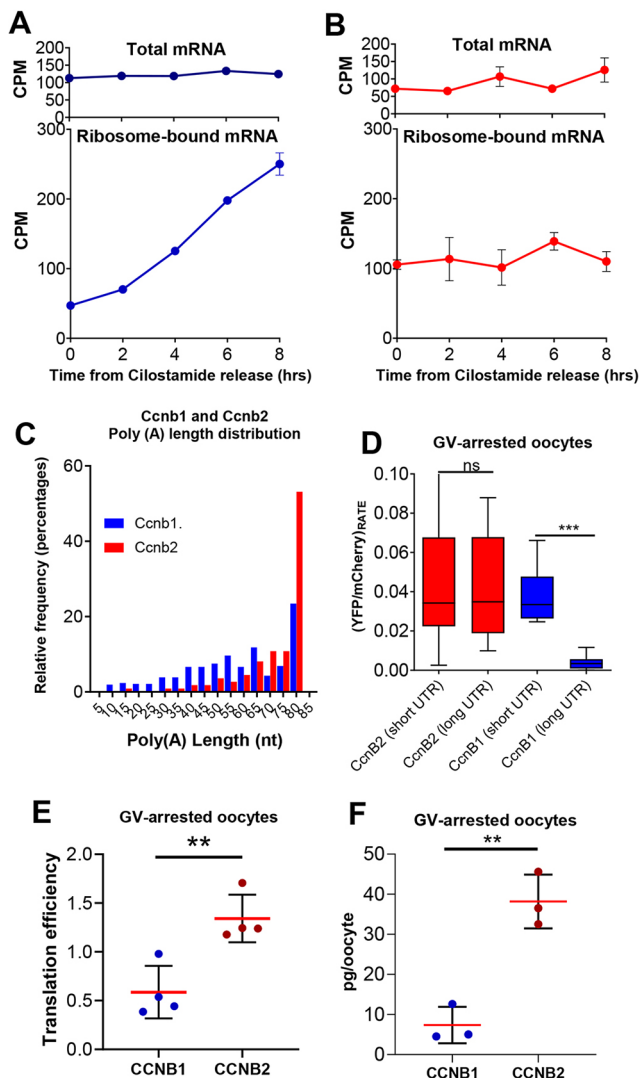 A
Total mRNA
CPM
200
150
100
50
0
Ribosome-bound mRNA
CPM
300
200
100
0
0 2 4 6 8
Time from Cilostamide release (hrs)
B
Total mRNA
CPM
200
150
100
50
0
Ribosome-bound mRNA
CPM
300
200
100
0
0 2 4 6 8
Time from Cilostamide release (hrs)
C
Ccnb1 and Ccnb2
Poly (A) length distribution
Relative frequency (percentages)
60
40
20
0
Ccnb1.
Ccnb2
5 10 15 20 25 30 35 40 45 50 55 60 65 70 75 80 85
Poly(A) Length (nt)
D
GV-arrested oocytes
(YFP/mCherry)RATE
0.10
0.08
0.06
0.04
0.02
0.00
ns
***
CcnB2 (short UTR)
CcnB2 (long UTR)
CcnB1 (short UTR)
CcnB1 (long UTR)
E
GV-arrested oocytes
**
Translation efficiency
2.0
1.5
1.0
0.5
0.0
CCNB1 CCNB2
F
GV-arrested oocytes
**
pg/oocyte
50
40
30
20
10
0
CCNB1 CCNB2